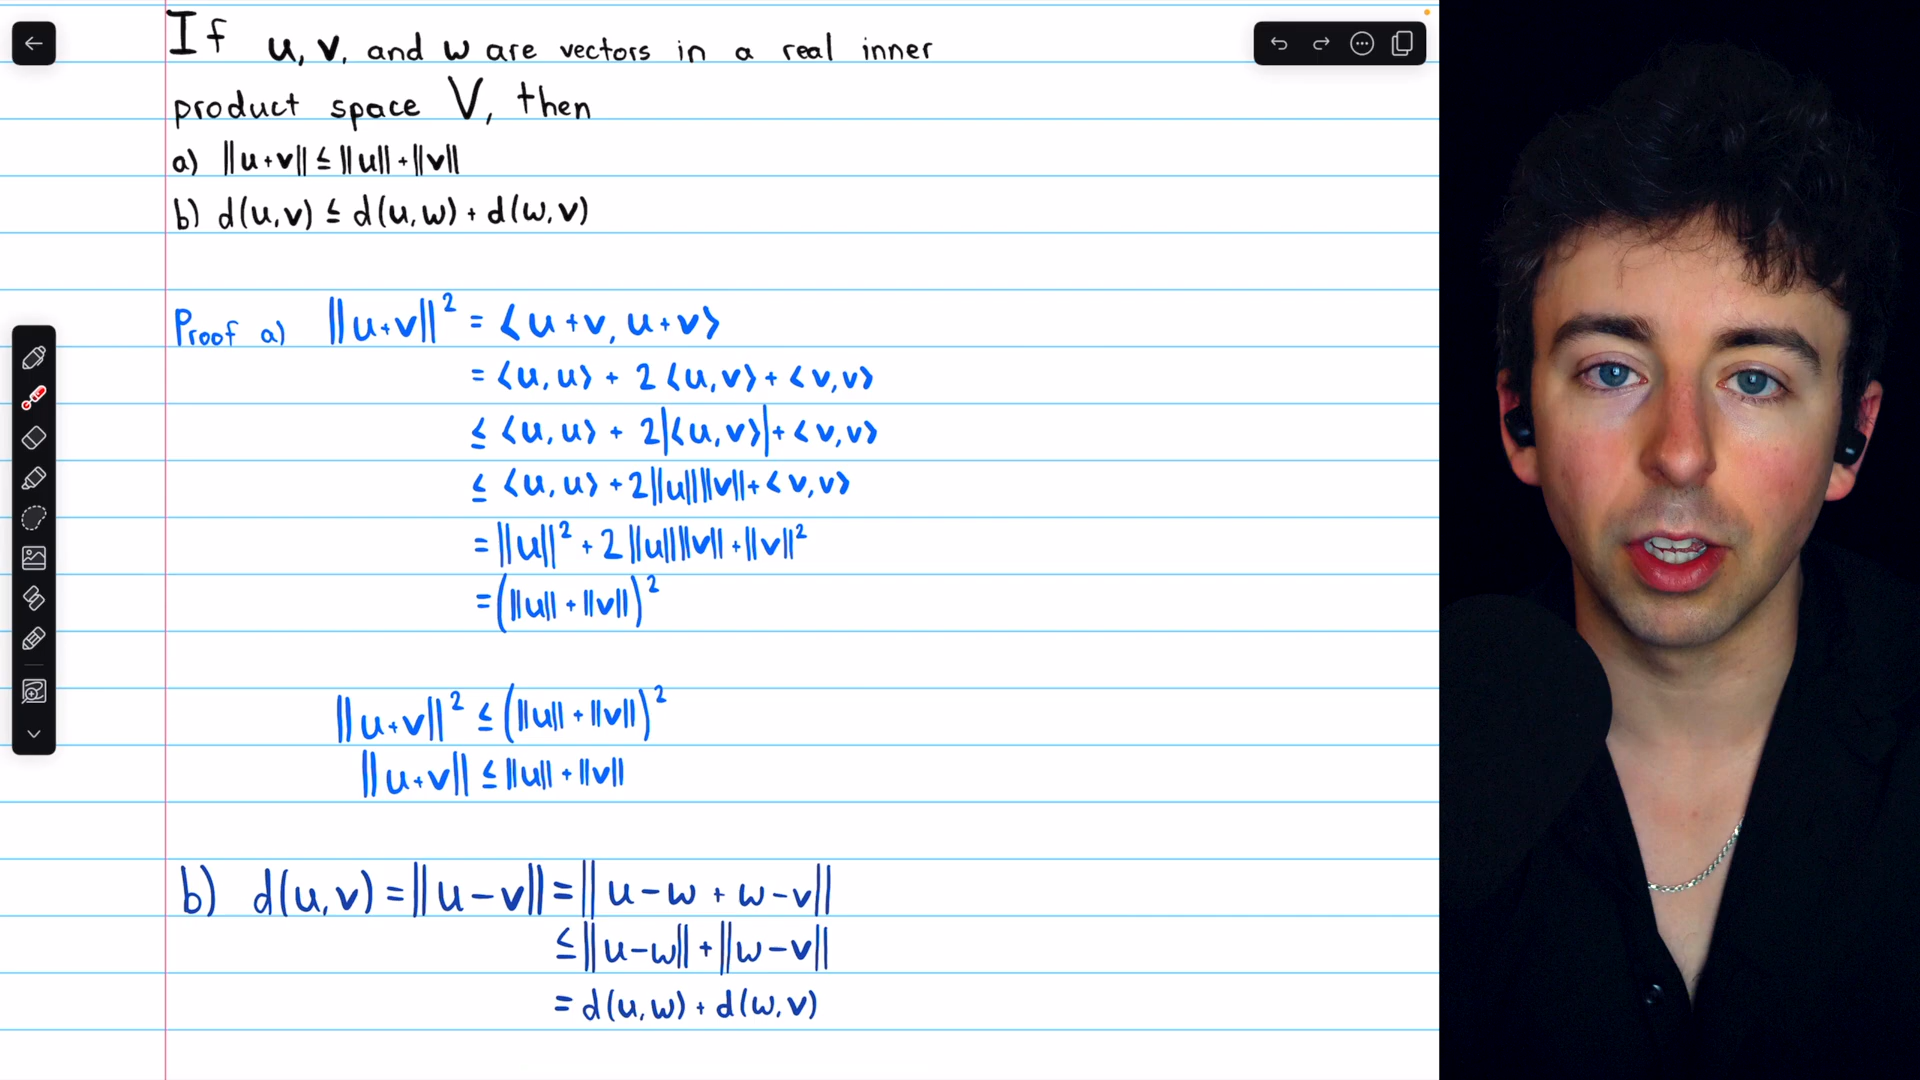 If u, v, and w are vectors in a real inner
product space V, then
a) ||u+v|| ≤ ||u|| + ||v||
b) d(u,v) ≤ d(u,w) + d(w,v)
Proof a) ||u+v||² = ⟨u+v, u+v⟩
= ⟨u,u⟩ + 2⟨u,v⟩ + ⟨v,v⟩
≤ ⟨u,u⟩ + 2|⟨u,v⟩| + ⟨v,v⟩
≤ ⟨u,u⟩ + 2||u||||v|| + ⟨v,v⟩
= ||u||² + 2||u||||v|| + ||v||²
= (||u|| + ||v||)²
||u+v||² ≤ (||u|| + ||v||)²
||u+v|| ≤ ||u|| + ||v||
b) d(u,v) = ||u-v|| = ||u-w + w-v||
≤ ||u-w|| + ||w-v||
= d(u,w) + d(w,v)